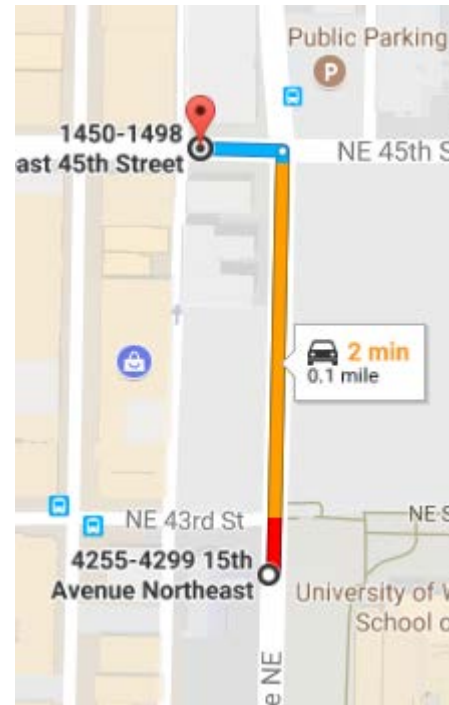 Public Parking
P
1450-1498
ast 45th Street
NE 45th S
2 min
0.1 mile
NE 43rd St
NE S
4255-4299 15th
Avenue Northeast
University of W
School o
e NE